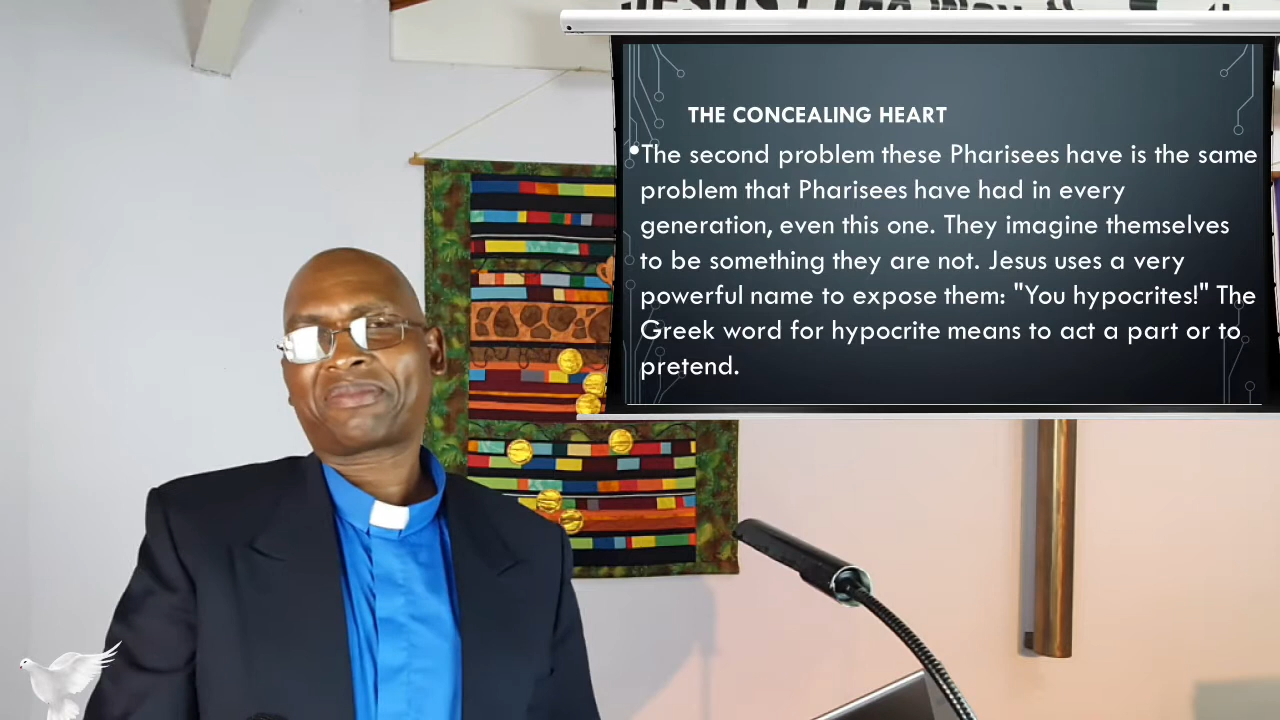 THE CONCEALING HEART
•The second problem these Pharisees have is the same
problem that Pharisees have had in every
generation, even this one. They imagine themselves
to be something they are not. Jesus uses a very
powerful name to expose them: "You hypocrites!" The
Greek word for hypocrite means to act a part or to
pretend.